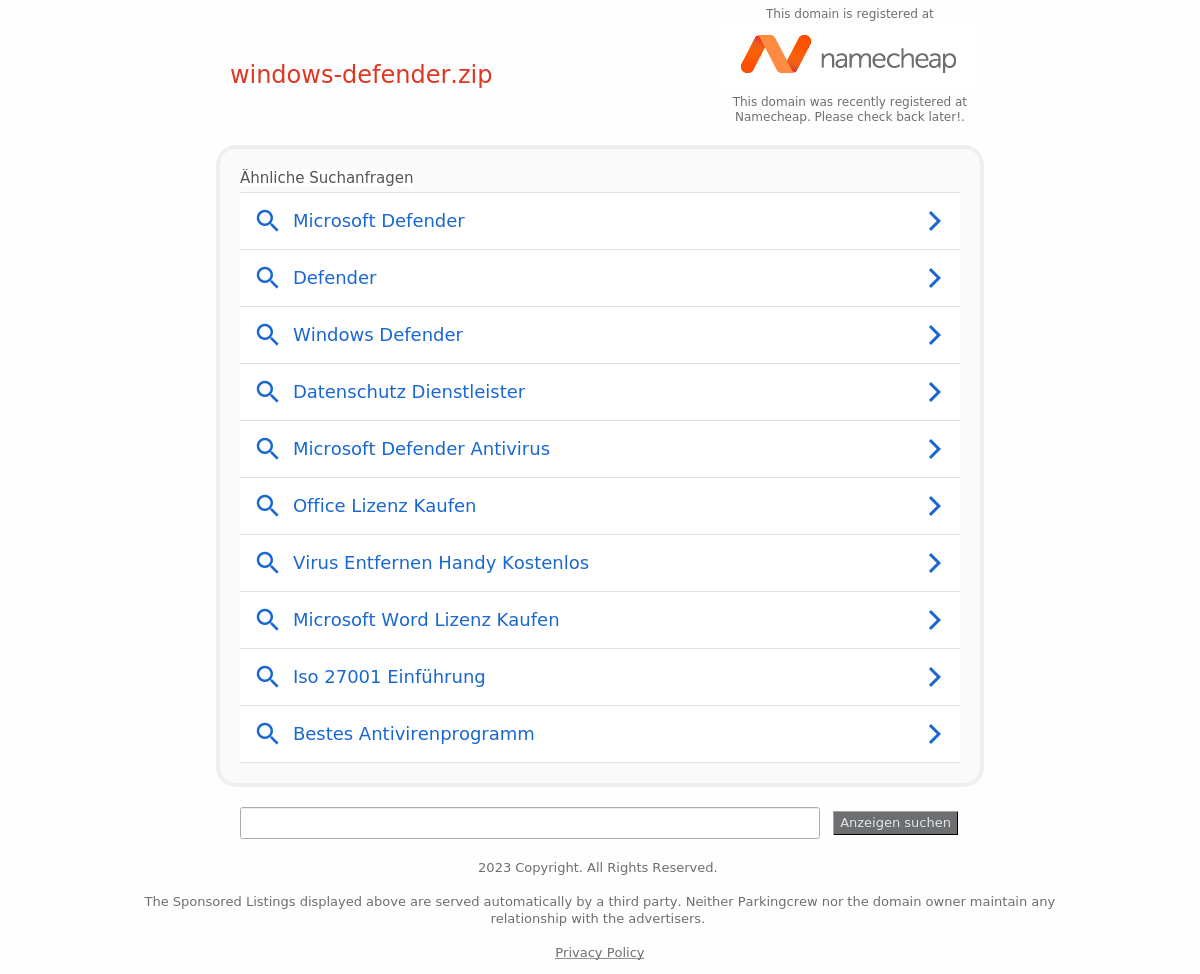 This domain is registered at
namecheap
windows-defender.zip
This domain was recently registered at
Namecheap. Please check back later!.
Ähnliche Suchanfragen
Microsoft Defender
Defender
Windows Defender
Datenschutz Dienstleister
Microsoft Defender Antivirus
Office Lizenz Kaufen
Virus Entfernen Handy Kostenlos
Microsoft Word Lizenz Kaufen
Iso 27001 Einführung
Bestes Antivirenprogramm
Anzeigen suchen
2023 Copyright. All Rights Reserved.
The Sponsored Listings displayed above are served automatically by a third party. Neither Parkingcrew nor the domain owner maintain any
relationship with the advertisers.
Privacy Policy